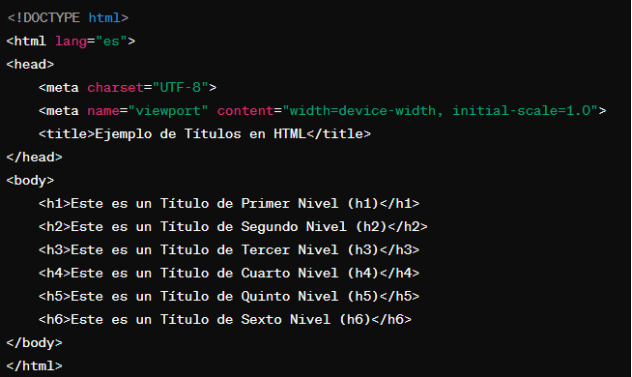 <!DOCTYPE html>
<html lang="es">
<head>
    <meta charset="UTF-8">
    <meta name="viewport" content="width=device-width, initial-scale=1.0">
    <title>Ejemplo de Títulos en HTML</title>
</head>
<body>
    <h1>Este es un Título de Primer Nivel (h1)</h1>
    <h2>Este es un Título de Segundo Nivel (h2)</h2>
    <h3>Este es un Título de Tercer Nivel (h3)</h3>
    <h4>Este es un Título de Cuarto Nivel (h4)</h4>
    <h5>Este es un Título de Quinto Nivel (h5)</h5>
    <h6>Este es un Título de Sexto Nivel (h6)</h6>
</body>
</html>